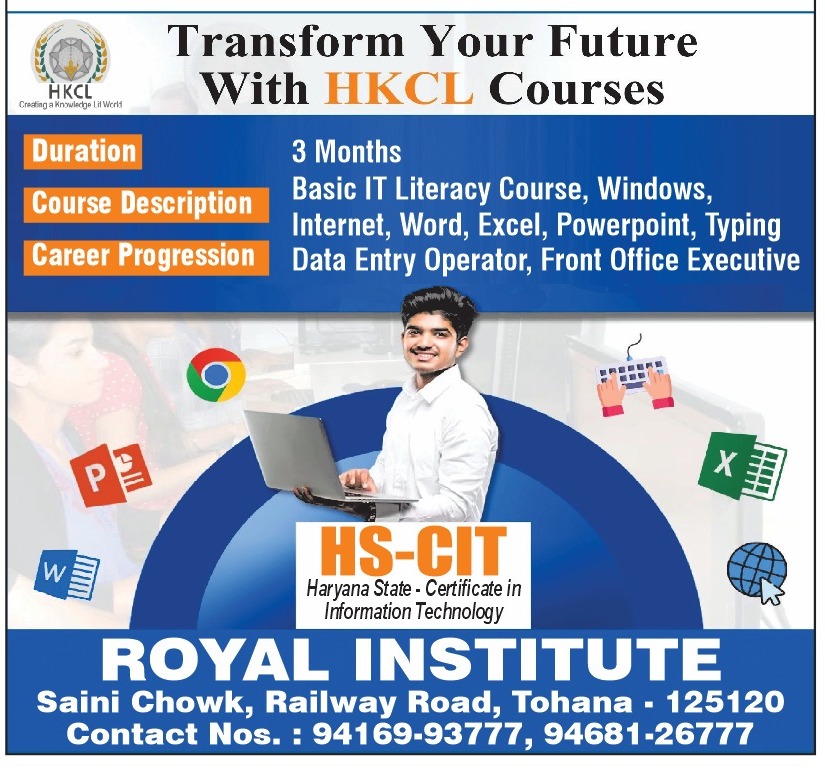 Transform Your Future
With HKCL Courses
HKCL
Creating a Knowledge Lit World
Duration
3 Months
Course Description
Basic IT Literacy Course, Windows,
Internet, Word, Excel, Powerpoint, Typing
Career Progression
Data Entry Operator, Front Office Executive
P
X
W
HS-CIT
Haryana State - Certificate in
Information Technology
ROYAL INSTITUTE
Saini Chowk, Railway Road, Tohana - 125120
Contact Nos. : 94169-93777, 94681-26777